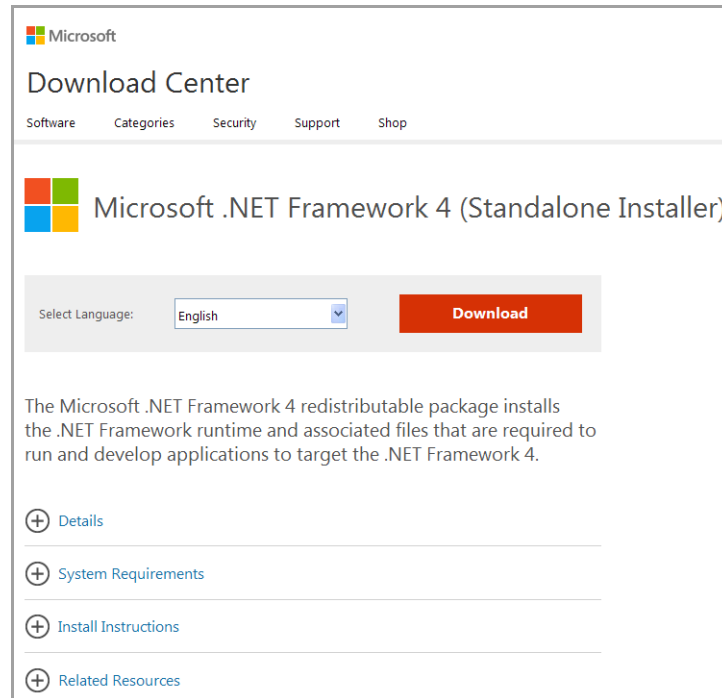 Microsoft
Download Center
Software Categories Security Support Shop
Microsoft .NET Framework 4 (Standalone Installer)
Select Language: English Download
The Microsoft .NET Framework 4 redistributable package installs
the .NET Framework runtime and associated files that are required to
run and develop applications to target the .NET Framework 4.
Details
System Requirements
Install Instructions
Related Resources